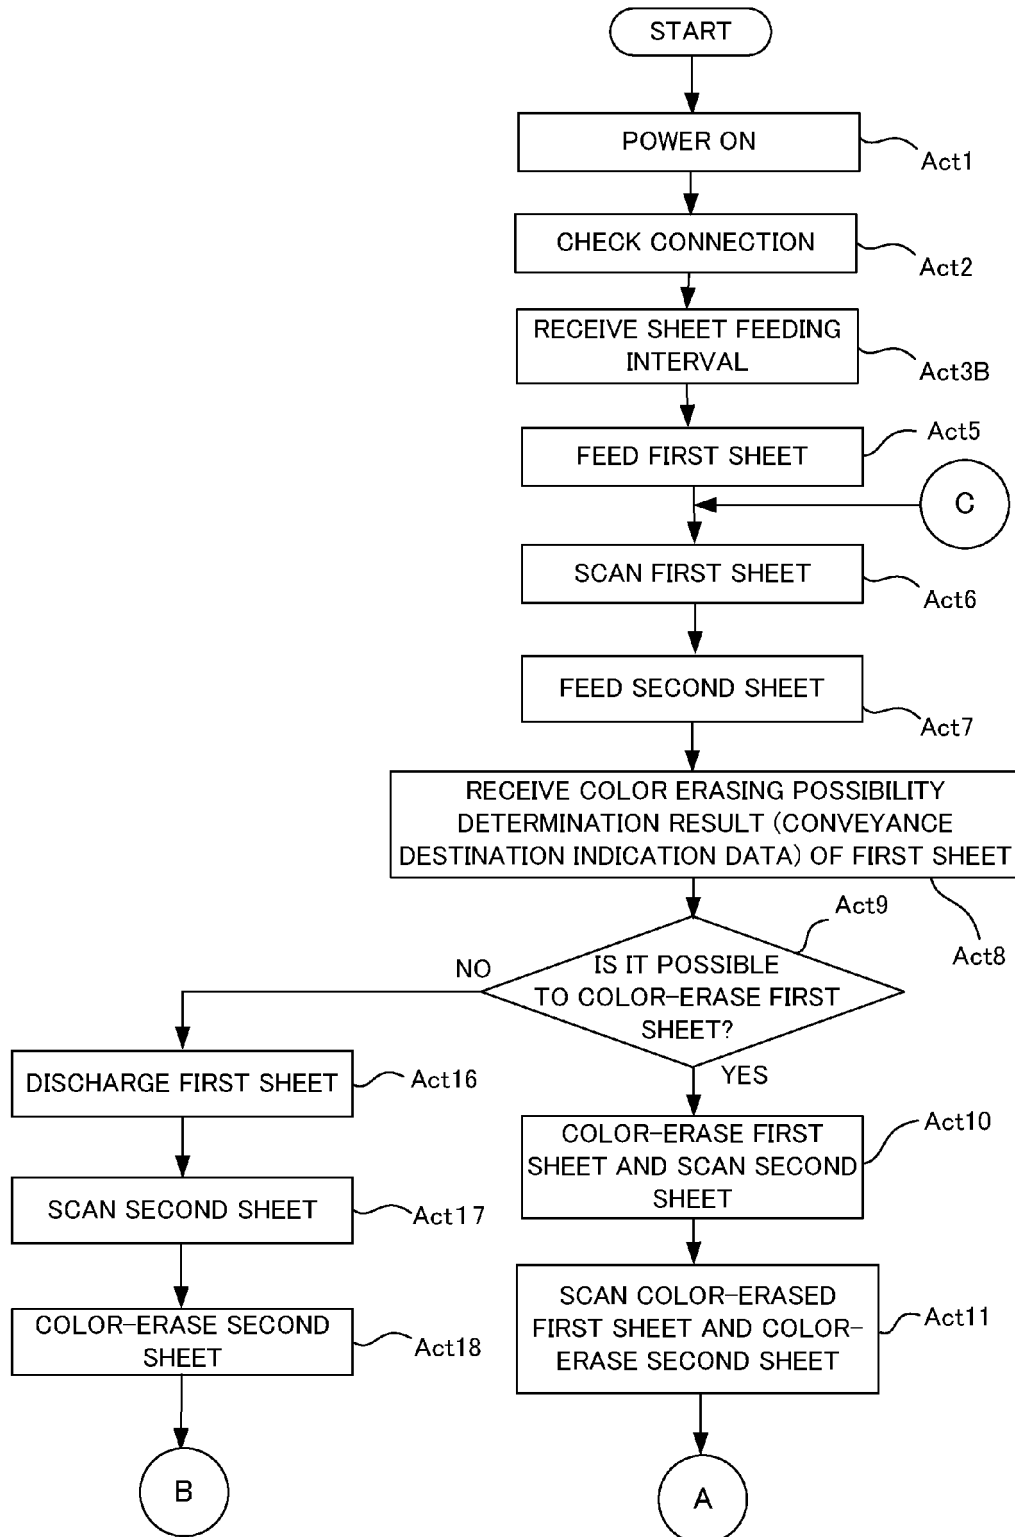 START
POWER ON
Act1
CHECK CONNECTION
Act2
RECEIVE SHEET FEEDING
INTERVAL
Act3B
FEED FIRST SHEET
Act5
C
SCAN FIRST SHEET
Act6
FEED SECOND SHEET
Act7
RECEIVE COLOR ERASING POSSIBILITY
DETERMINATION RESULT (CONVEYANCE
DESTINATION INDICATION DATA) OF FIRST SHEET
Act8
IS IT POSSIBLE
TO COLOR-ERASE FIRST
SHEET?
Act9
NO
YES
DISCHARGE FIRST SHEET
Act16
SCAN SECOND SHEET
Act17
COLOR-ERASE SECOND
SHEET
Act18
B
COLOR-ERASE FIRST
SHEET AND SCAN SECOND
SHEET
Act10
SCAN COLOR-ERASED
FIRST SHEET AND COLOR-
ERASE SECOND SHEET
Act11
A